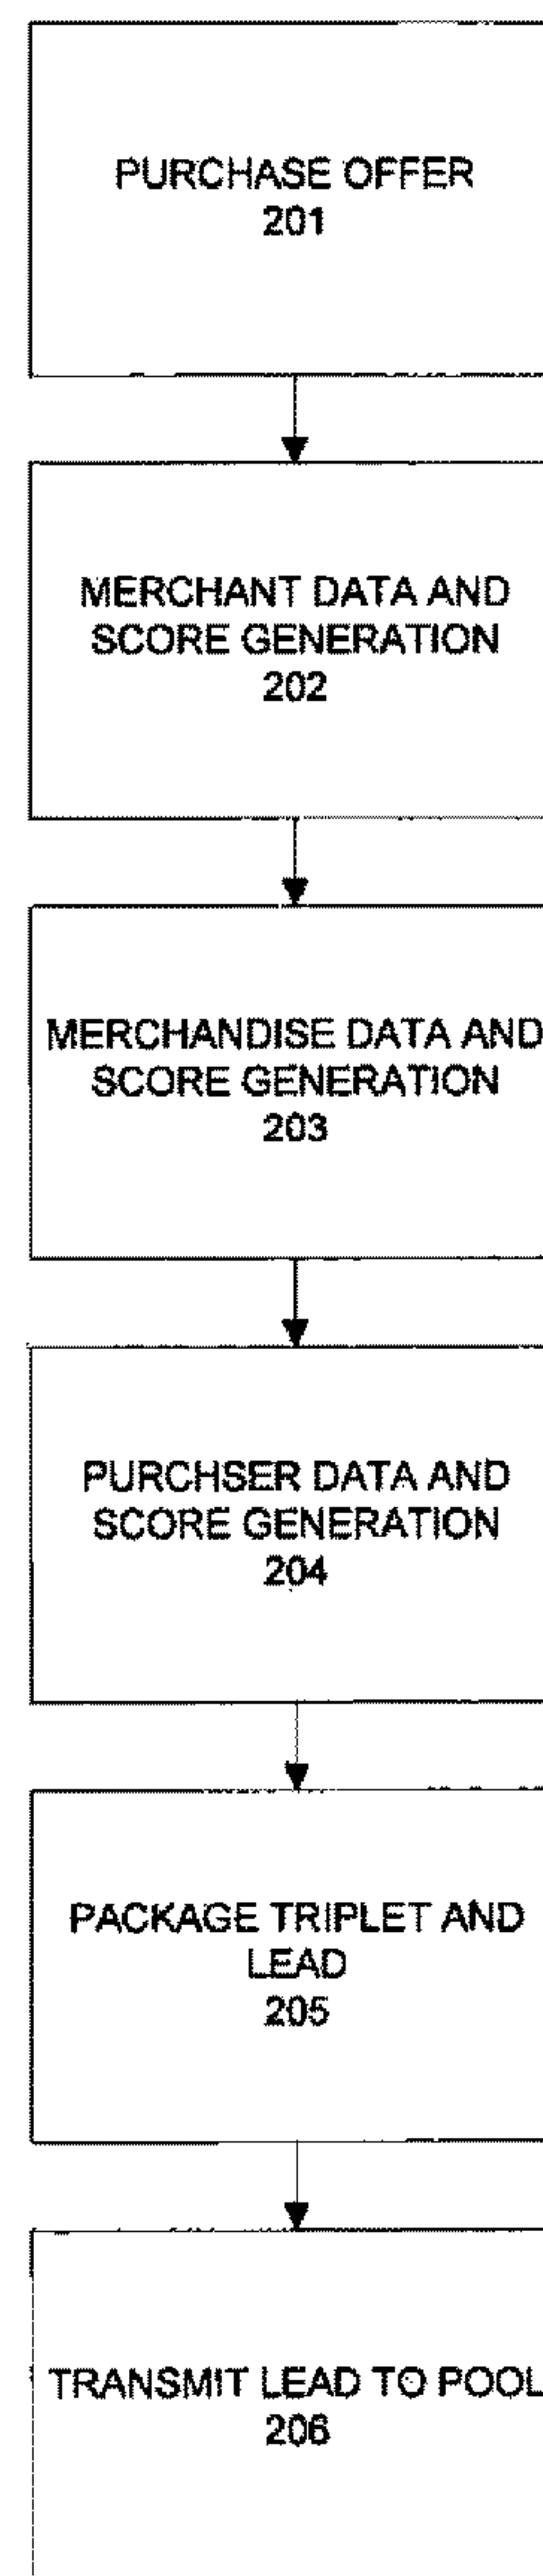 PURCHASE OFFER
201
MERCHANT DATA AND
SCORE GENERATION
202
MERCHANDISE DATA AND
SCORE GENERATION
203
PURCHSER DATA AND
SCORE GENERATION
204
PACKAGE TRIPLET AND
LEAD
205
TRANSMIT LEAD TO POOL
206